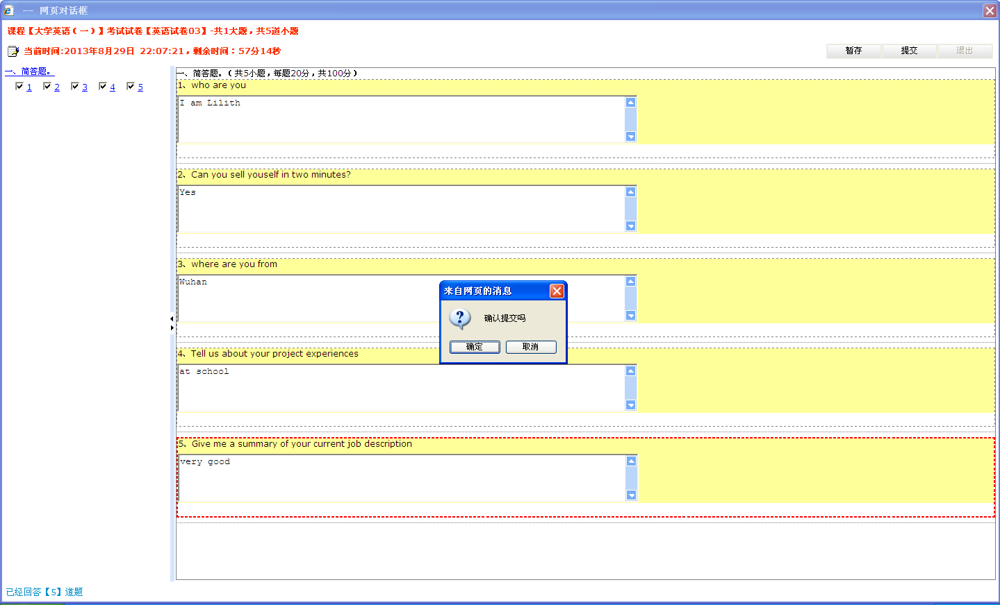 -- 网页对话框
课程【大学英语(一)】考试试卷【英语试卷03】-共1大题，共5道小题
当前时间:2013年8月29日 22:07:21，剩余时间：57分14秒
暂存 提交 退出
一、简答题。
1 2 3 4 5
一、简答题。(共5小题，每题20分，共100分)
1、who are you
I am Lilith
2、Can you sell youself in two minutes?
Yes
3、where are you from
Wuhan
来自网页的消息
确认提交吗
确定 取消
4、Tell us about your project experiences
at school
5、Give me a summary of your current job description
very good
已经回答【5】道题